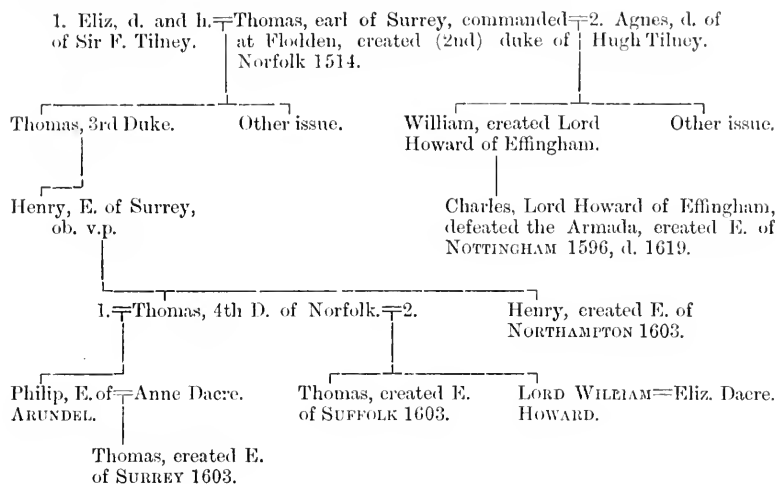 1. Eliz, d. and h.=Thomas, earl of Surrey, commanded=2. Agnes, d. of
of Sir F. Tilney. at Flodden, created (2nd) duke of Hugh Tilney.
Norfolk 1514.
Thomas, 3rd Duke. Other issue. William, created Lord Other issue.
Howard of Effingham.
Henry, E. of Surrey, Charles, Lord Howard of Effingham,
ob. v.p. defeated the Armada, created E. of
NOTTINGHAM 1596, d. 1619.
1.=Thomas, 4th D. of Norfolk.=2. Henry, created E. of
NORTHAMPTON 1603.
Philip, E. of=Anne Dacre. Thomas, created E. LORD WILLIAM=Eliz. Dacre.
ARUNDEL. of SUFFOLK 1603. HOWARD.
Thomas, created E.
of SURREY 1603.